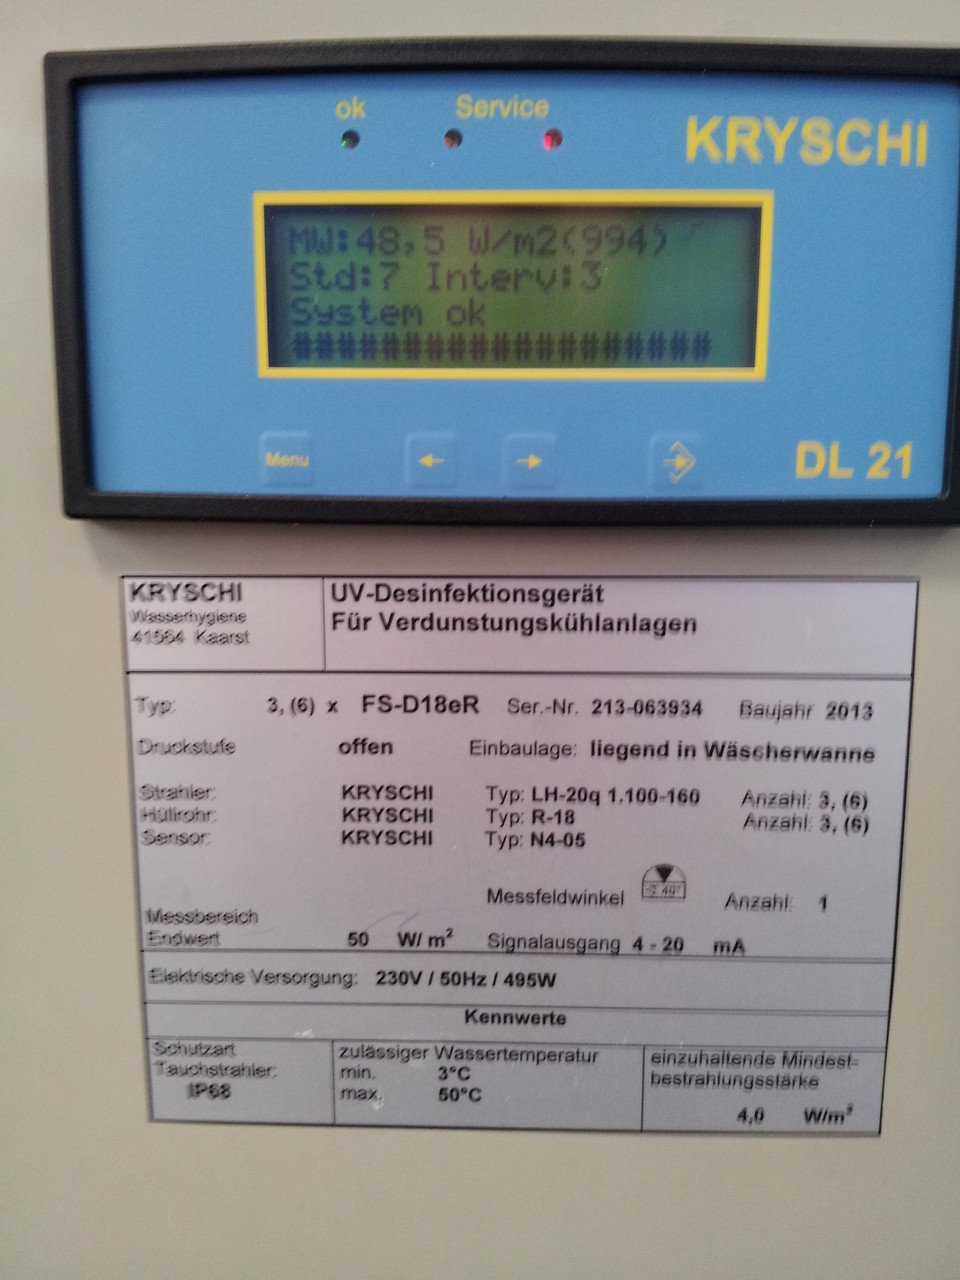 ok Service
KRYSCHI
MW:48,5 W/m2(994)
Std:7 Interv:3
System ok
###################
Menu
DL 21
KRYSCHI
Wasserhygiene
41564 Kaarst
UV-Desinfektionsgerät
Für Verdunstungskühlanlagen
Typ: 3, (6) x FS-D18eR Ser.-Nr. 213-063934 Baujahr 2013
Druckstufe offen Einbaulage: liegend in Wäscherwanne
Strahler: KRYSCHI Typ: LH-20q 1.100-160 Anzahl: 3, (6)
Hüllrohr: KRYSCHI Typ: R-18 Anzahl: 3, (6)
Sensor: KRYSCHI Typ: N4-05
Messfeldwinkel 40° Anzahl: 1
Messbereich
Endwert 50 W/ m² Signalausgang 4 - 20 mA
Elektrische Versorgung: 230V / 50Hz / 495W
Kennwerte
Schutzart
Tauchstrahler:
IP68
zulässiger Wassertemperatur
min. 3°C
max. 50°C
einzuhaltende Mindest-
bestrahlungsstärke
4,0 W/m²